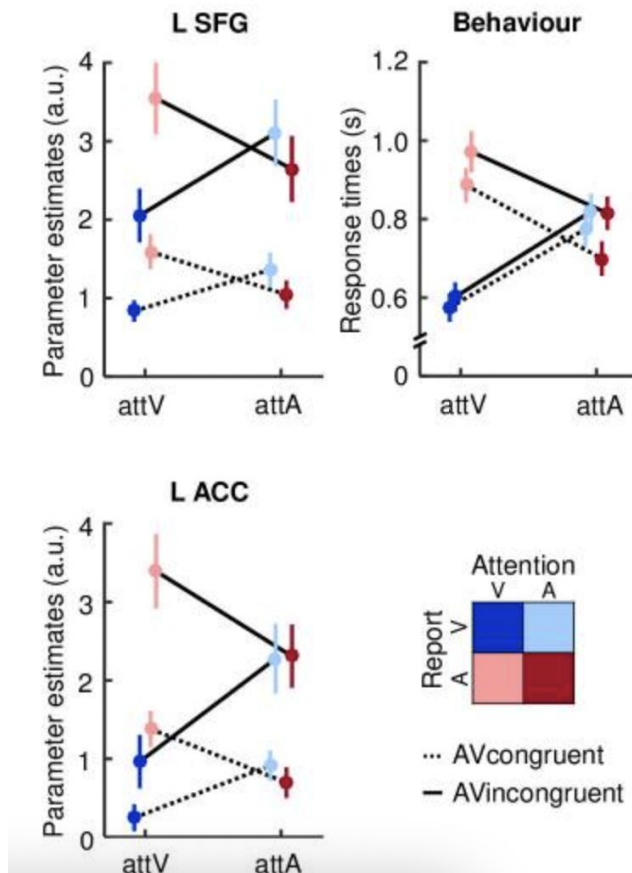 L SFG
Parameter estimates (a.u.)
4
3
2
1
0
attV attA
Behaviour
Response times (s)
1.2
1.0
0.8
0.6
0
attV attA
L ACC
Parameter estimates (a.u.)
4
3
2
1
0
attV attA
Attention
V A
Report
V
A
AVcongruent
AVincongruent